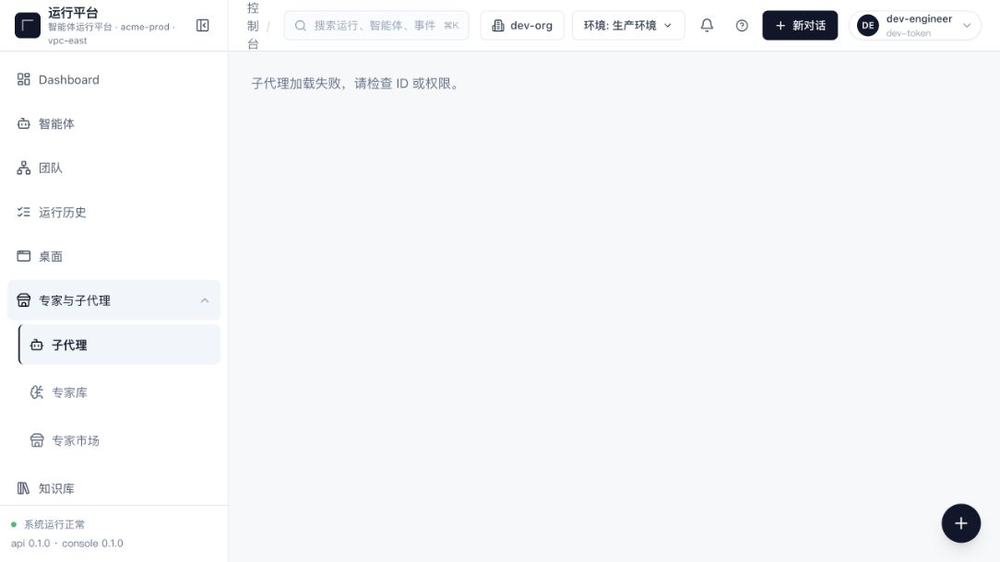 运行平台
智能体运行平台 · acme-prod ·
vpc-east
控
制
台
/
搜索运行、智能体、事件 ⌘K
dev-org
环境: 生产环境
+ 新对话
DE
dev-engineer
dev-token
Dashboard
智能体
团队
运行历史
桌面
专家与子代理
子代理
专家库
专家市场
知识库
系统运行正常
api 0.1.0 · console 0.1.0
子代理加载失败，请检查 ID 或权限。